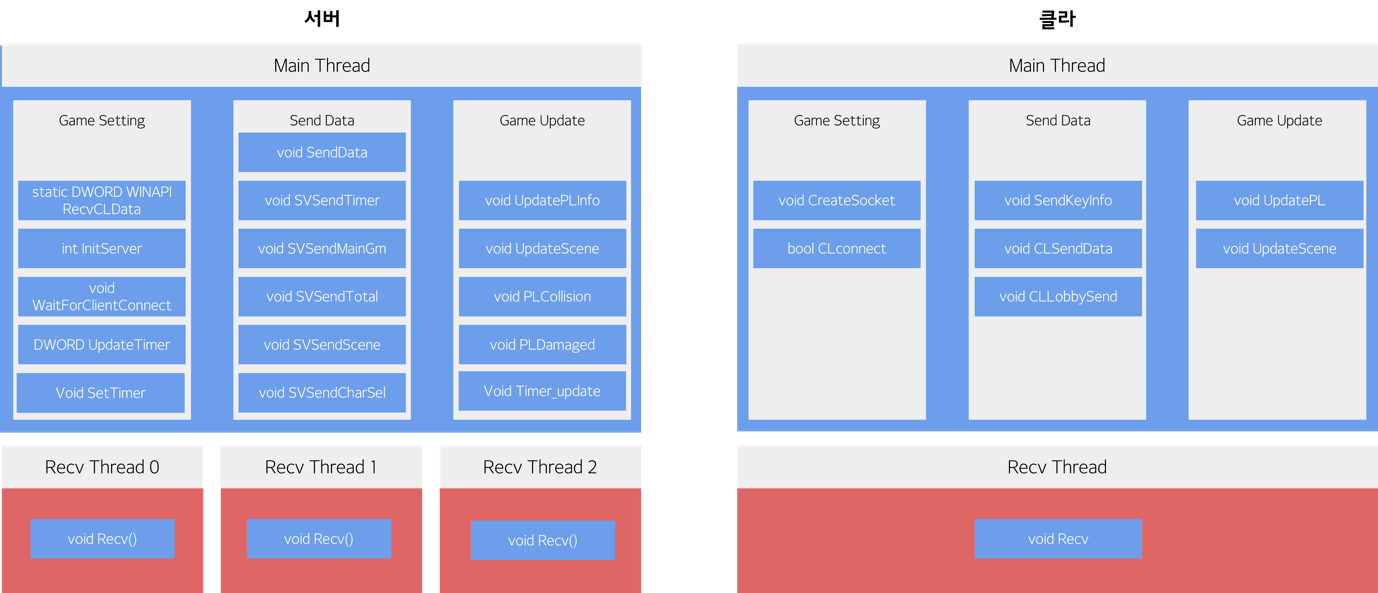 서버
Main Thread
Game Setting
static DWORD WINAPI
RecvCLData
int InitServer
void
WaitForClientConnect
DWORD UpdateTimer
Void SetTimer
Send Data
void SendData
void SVSendTimer
void SVSendMainGm
void SVSendTotal
void SVSendScene
void SVSendCharSel
Game Update
void UpdatePLInfo
void UpdateScene
void PLCollision
void PLDamaged
Void Timer_update
Recv Thread 0
void Recv()
Recv Thread 1
void Recv()
Recv Thread 2
void Recv()
클라
Main Thread
Game Setting
void CreateSocket
bool CLconnect
Send Data
void SendKeyInfo
void CLSendData
void CLLobbySend
Game Update
void UpdatePL
void UpdateScene
Recv Thread
void Recv